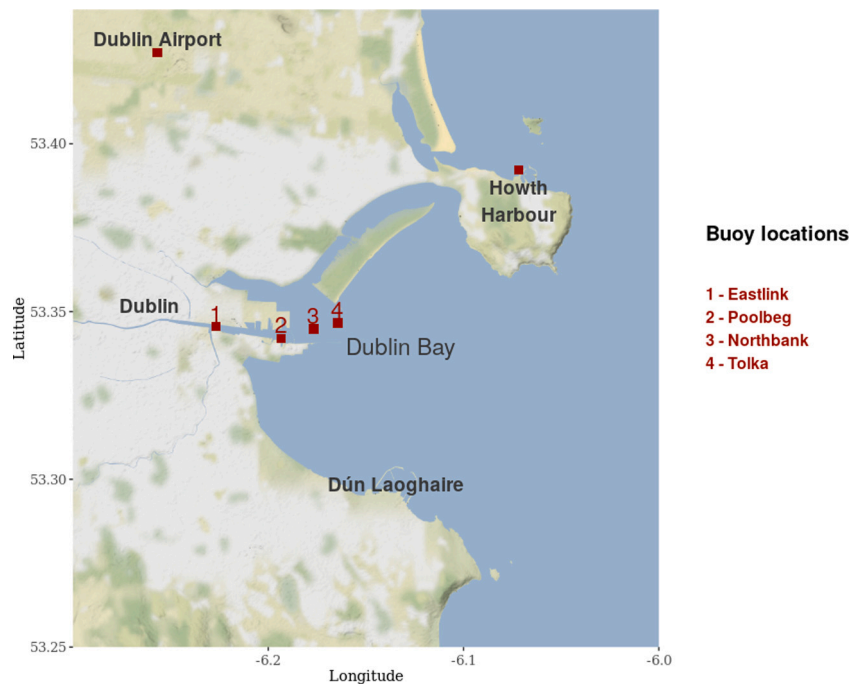 Dublin Airport
53.40
Howth
Harbour
Buoy locations
1 - Eastlink
2 - Poolbeg
3 - Northbank
4 - Tolka
Dublin
1
2
3
4
53.35
Latitude
Dublin Bay
Dún Laoghaire
53.30
53.25
-6.2
-6.1
-6.0
Longitude